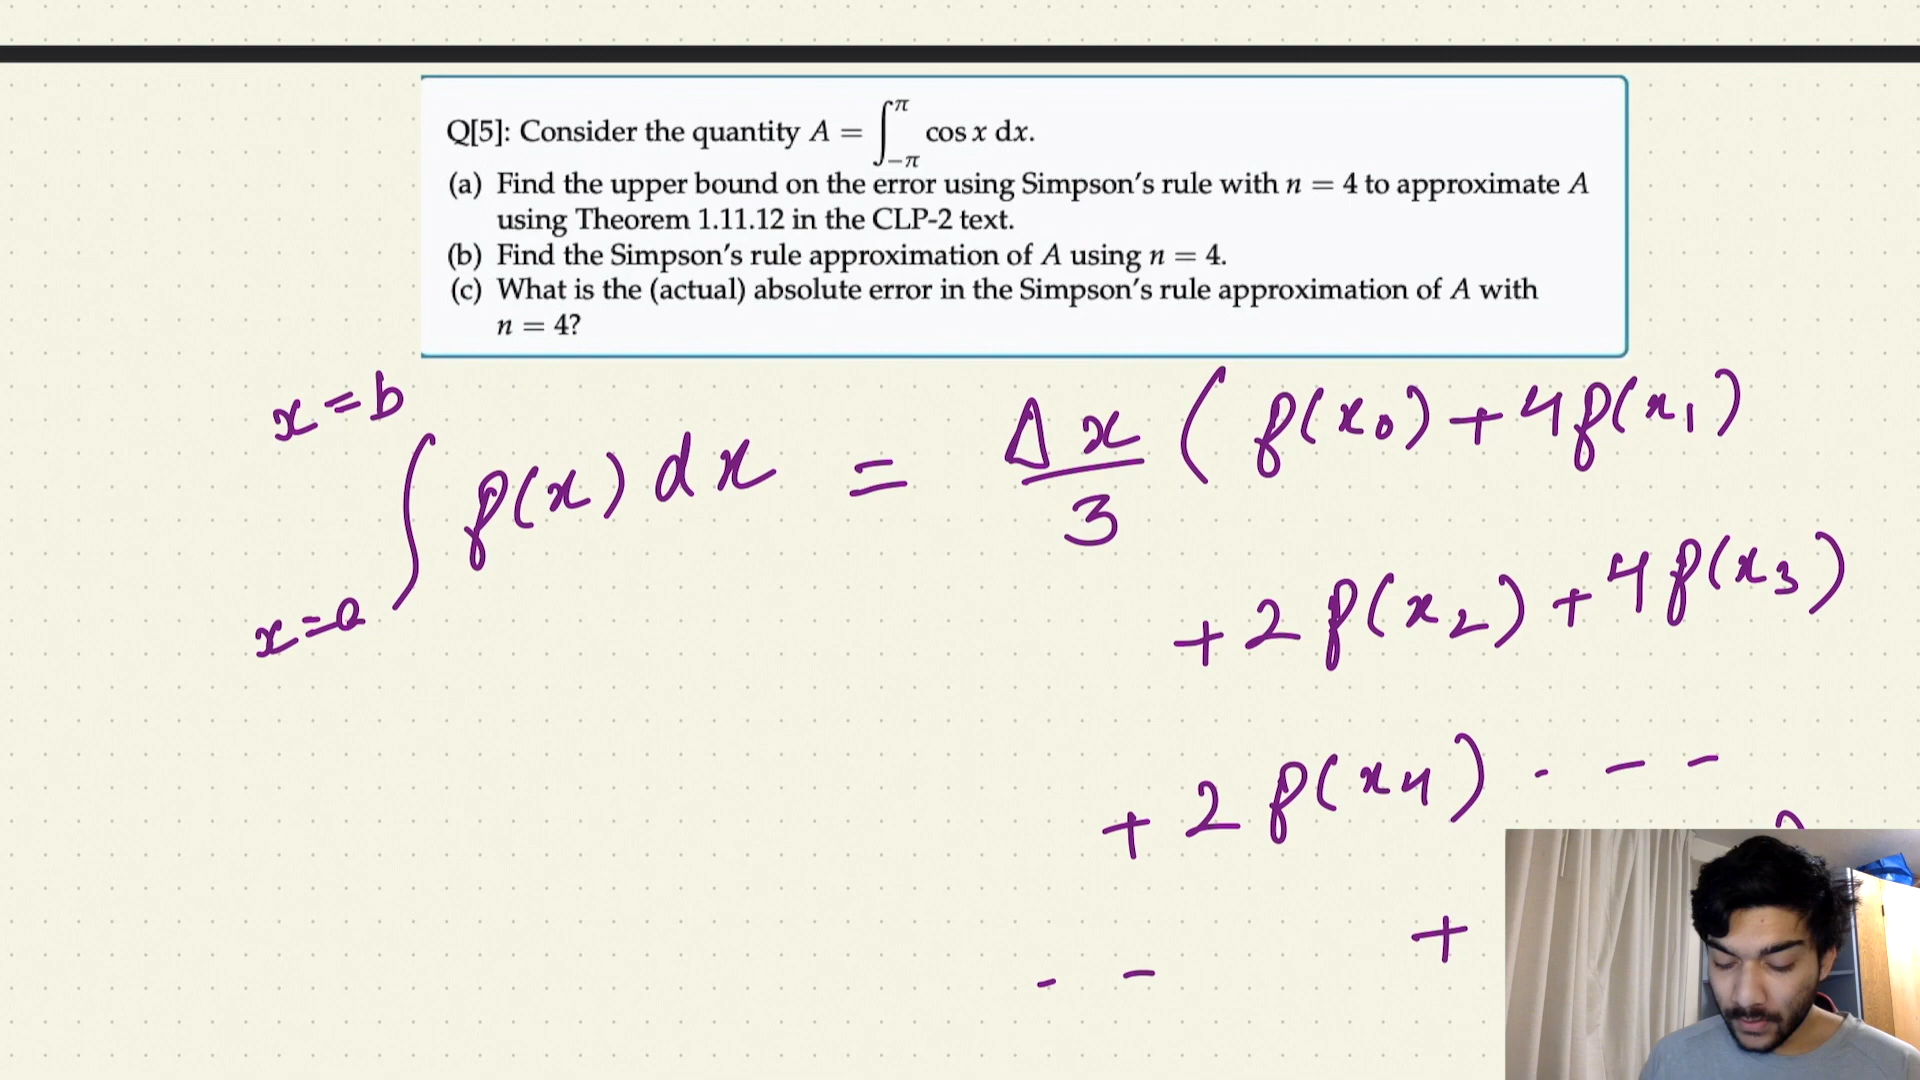 Q[5]: Consider the quantity A = ∫_{−π}^{π} cos x dx.
(a) Find the upper bound on the error using Simpson's rule with n = 4 to approximate A
using Theorem 1.11.12 in the CLP-2 text.
(b) Find the Simpson's rule approximation of A using n = 4.
(c) What is the (actual) absolute error in the Simpson's rule approximation of A with
n = 4?
x=b
∫ f(x) dx = Δx/3 ( f(x₀) + 4f(x₁)
x=a
+ 2f(x₂) + 4f(x₃)
+ 2f(x₄) . - -
. - +